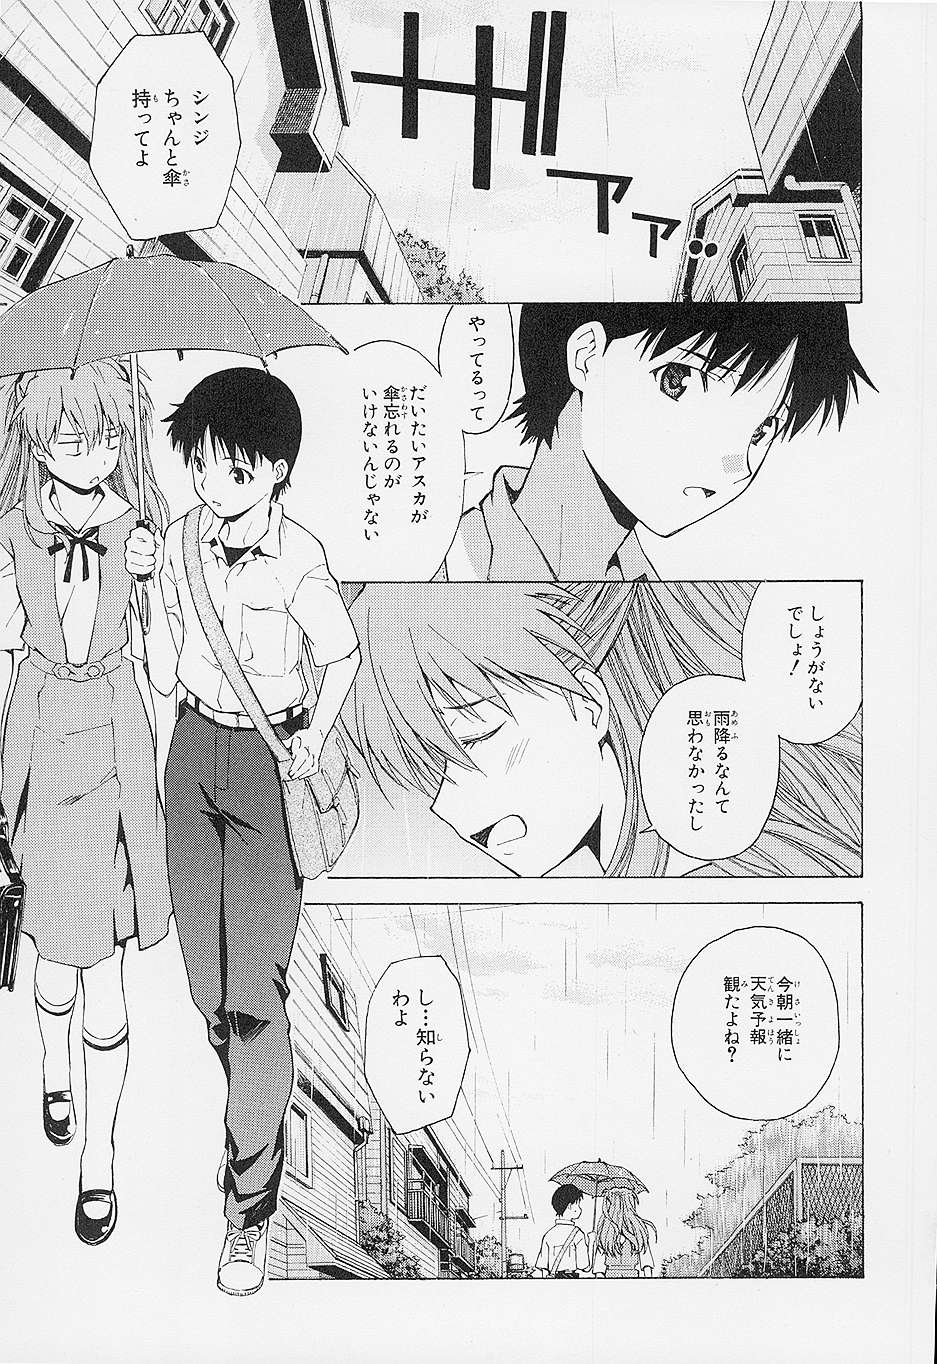 ザァァ‥
シンジ
ちゃんと傘
持ってよ
やってるって
だいたいアスカが
傘忘れるのが
いけないんじゃない
しょうがない
でしょ!
雨降るなんて
思わなかったし
今朝一緒に
天気予報
観たよね?
し…知らない
わよ